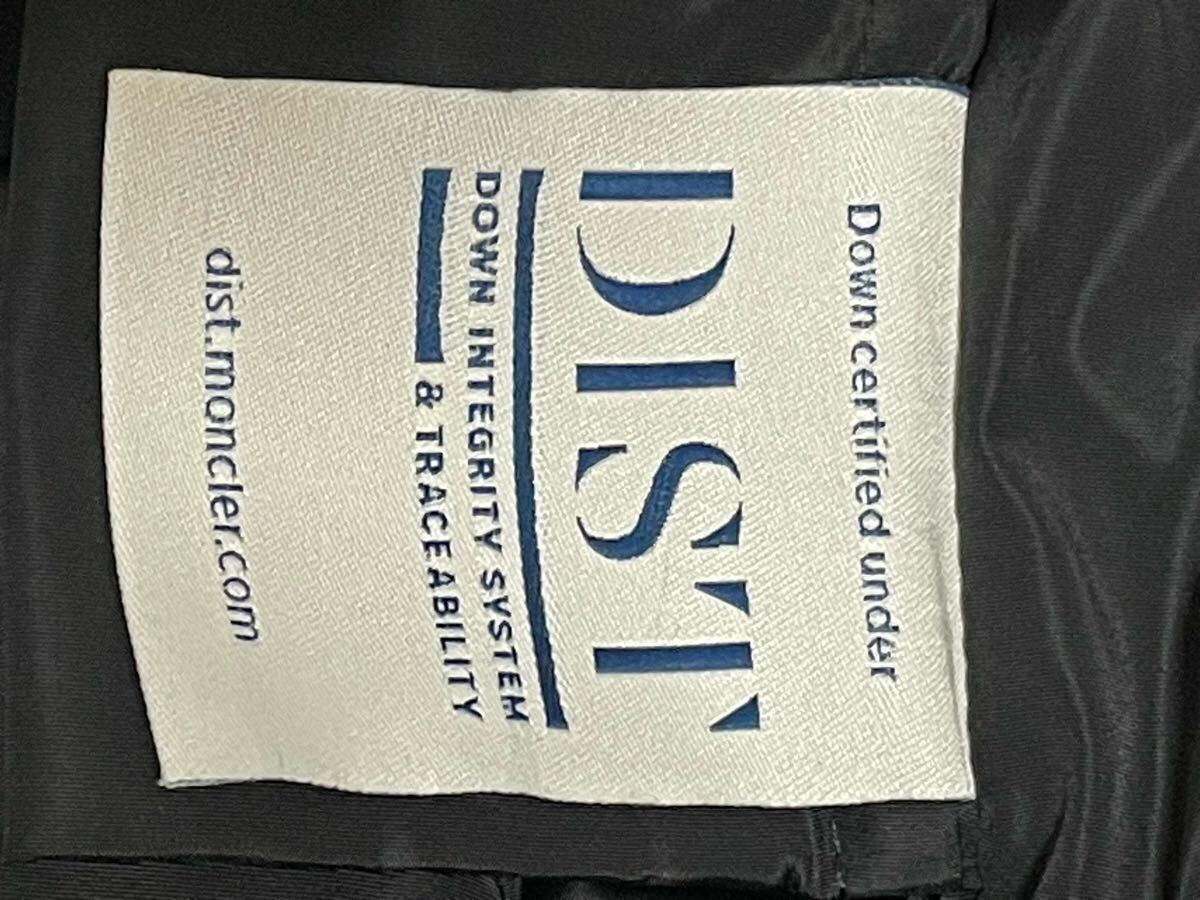 Down certified under
DIST
DOWN INTEGRITY SYSTEM
& TRACEABILITY
dist.moncler.com